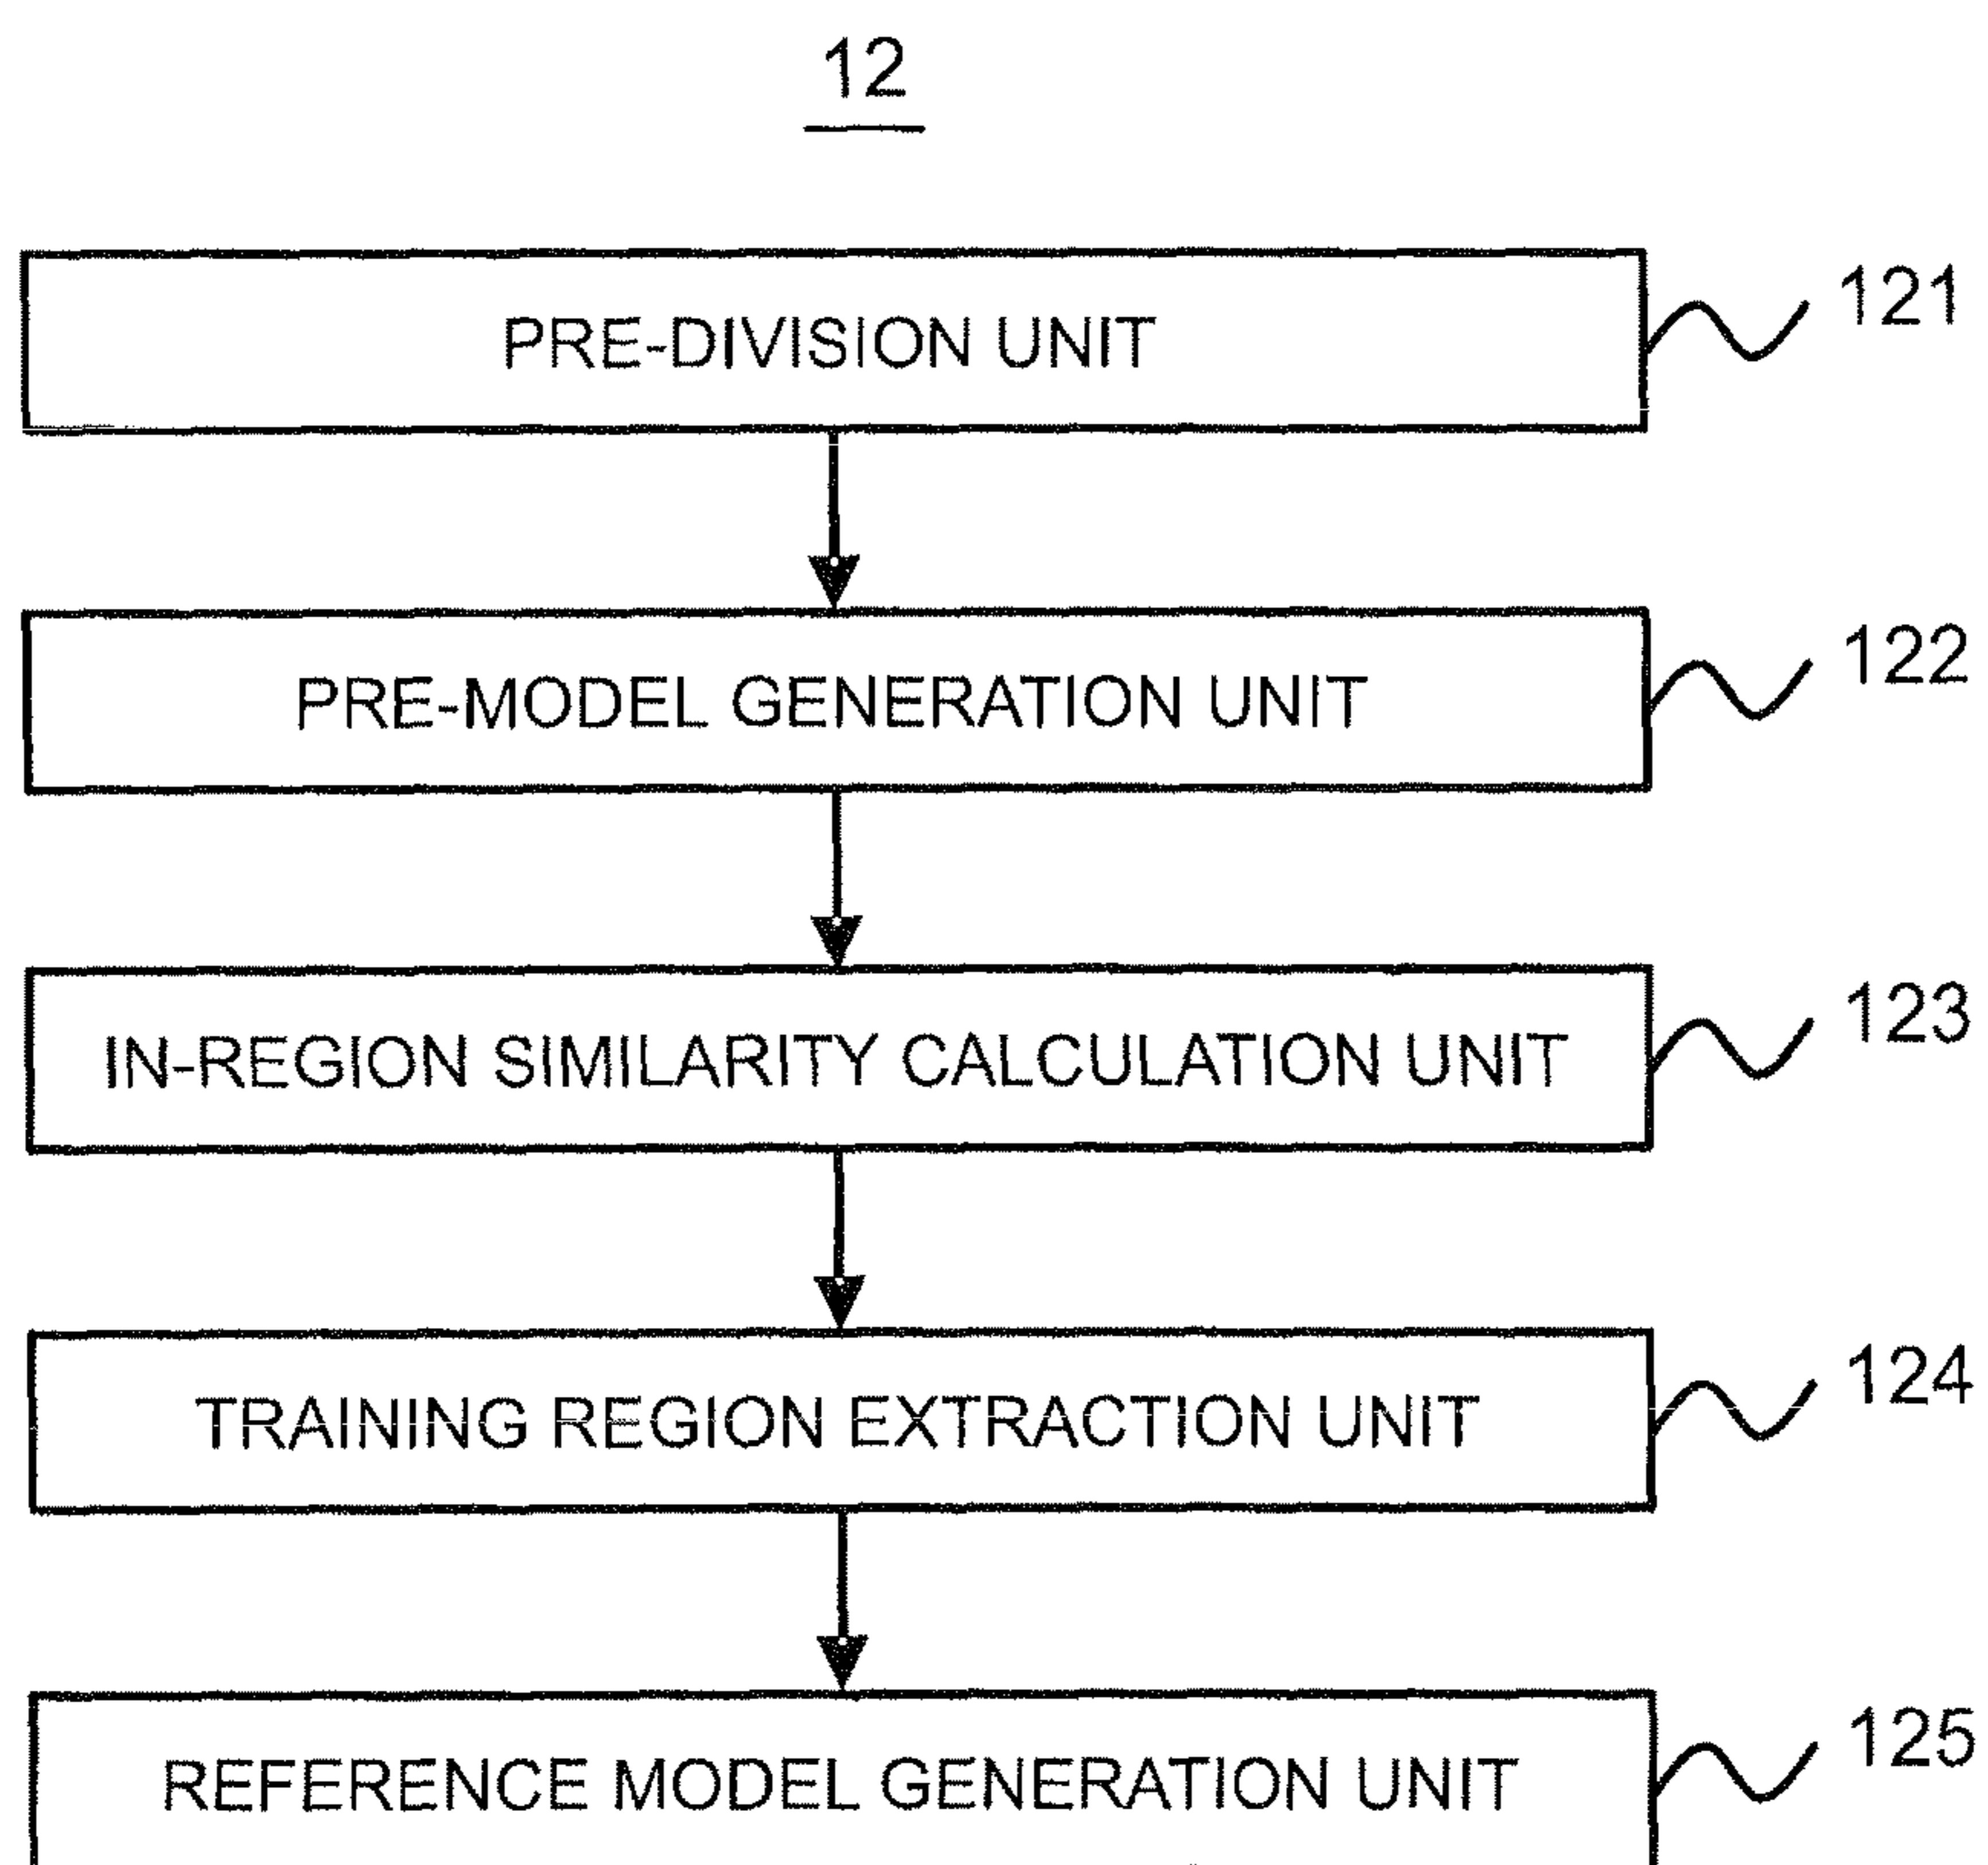 12
PRE-DIVISION UNIT
121
PRE-MODEL GENERATION UNIT
122
IN-REGION SIMILARITY CALCULATION UNIT
123
TRAINING REGION EXTRACTION UNIT
124
REFERENCE MODEL GENERATION UNIT
125